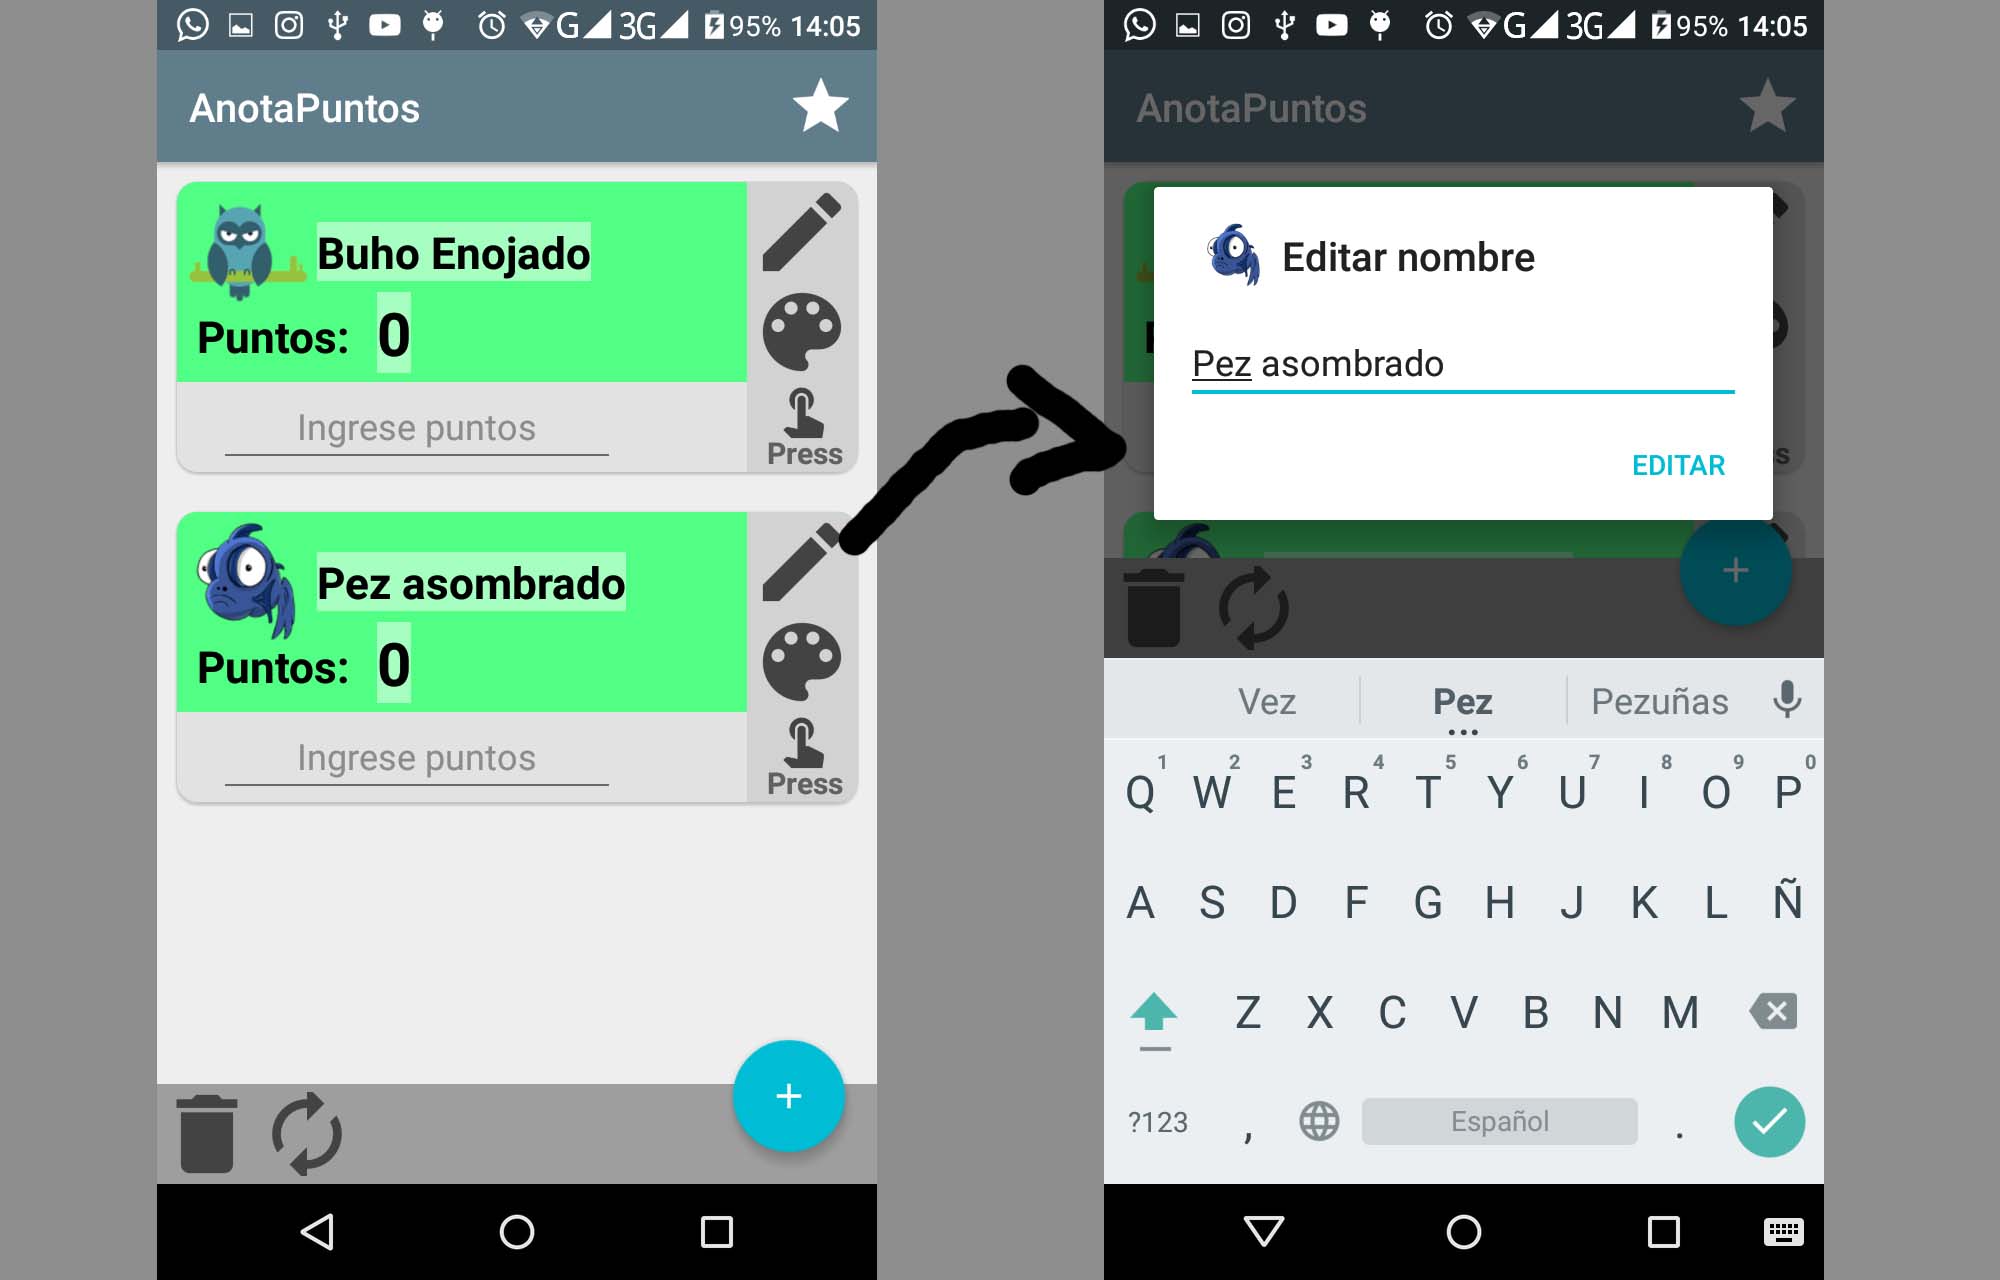 G 3G 95% 14:05
AnotaPuntos
Buho Enojado
Puntos: 0
Ingrese puntos
Press
Pez asombrado
Puntos: 0
Ingrese puntos
Press
+
G 3G 95% 14:05
AnotaPuntos
Editar nombre
Pez asombrado
EDITAR
s
+
Vez Pez Pezuñas
1 2 3 4 5 6 7 8 9 0
Q W E R T Y U I O P
A S D F G H J K L Ñ
Z X C V B N M
?123 , Español .